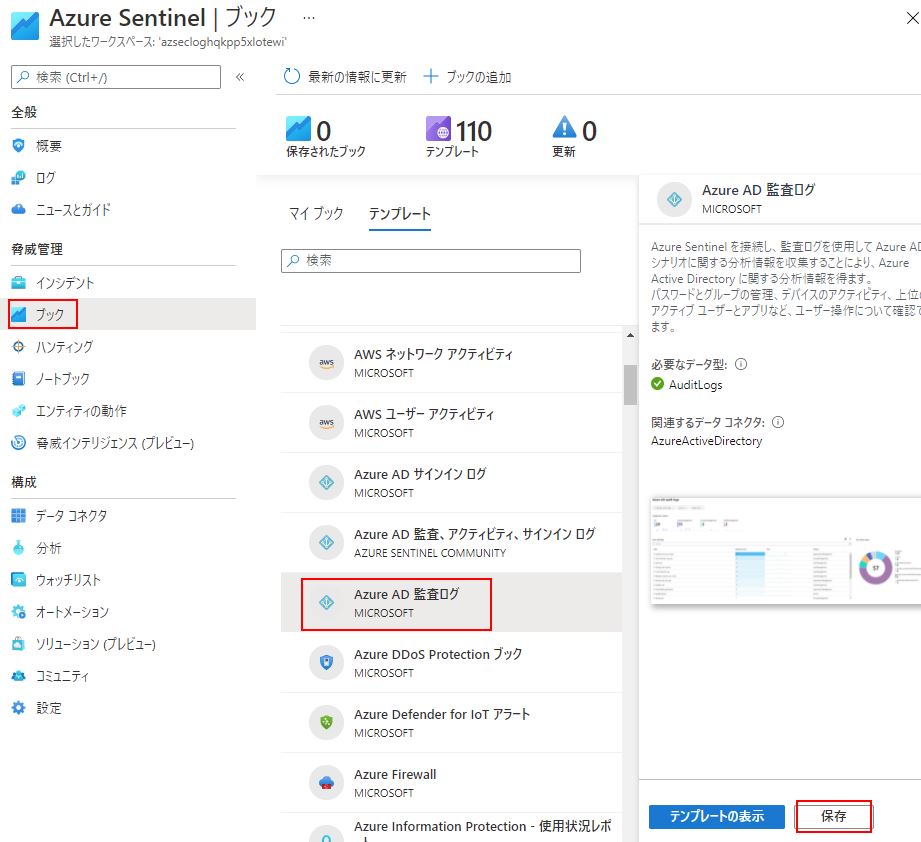 Azure Sentinel | ブック
...
選択したワークスペース: 'azsecloghqkpp5xlotewi'
検索 (Ctrl+/)
«
全般
概要
ログ
ニュースとガイド
脅威管理
インシデント
ブック
ハンティング
ノートブック
エンティティの動作
脅威インテリジェンス (プレビュー)
構成
データ コネクタ
分析
ウォッチリスト
オートメーション
ソリューション (プレビュー)
コミュニティ
設定
最新の情報に更新
ブックの追加
0
保存されたブック
110
テンプレート
0
更新
マイ ブック
テンプレート
検索
aws
AWS ネットワーク アクティビティ
MICROSOFT
aws
AWS ユーザー アクティビティ
MICROSOFT
Azure AD サインイン ログ
MICROSOFT
Azure AD 監査、アクティビティ、サインイン ログ
AZURE SENTINEL COMMUNITY
Azure AD 監査ログ
MICROSOFT
Azure DDoS Protection ブック
MICROSOFT
Azure Defender for IoT アラート
MICROSOFT
Azure Firewall
MICROSOFT
Azure Information Protection - 使用状況レポ
Azure AD 監査ログ
MICROSOFT
Azure Sentinel を接続し、監査ログを使用して Azure AD
シナリオに関する分析情報を収集することにより、Azure
Active Directory に関する分析情報を得ます。
パスワードとグループの管理、デバイスのアクティビティ、上位の
アクティブ ユーザーとアプリなど、ユーザー操作について確認で
ます。
必要なデータ型:
AuditLogs
関連するデータ コネクタ:
AzureActiveDirectory
57
テンプレートの表示
保存